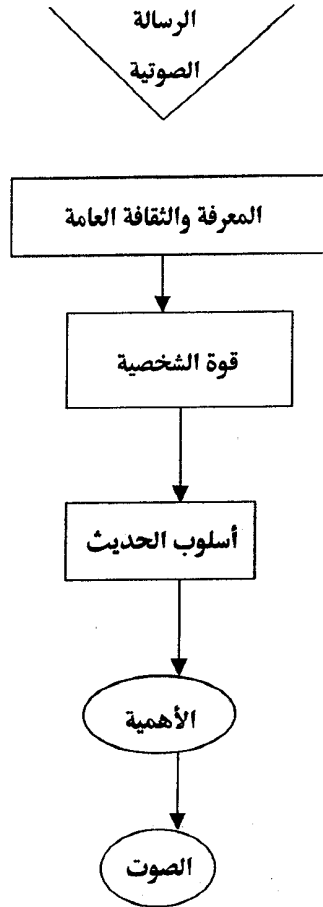 الرسالة
الصوتية
المعرفة والثقافة العامة
قوة الشخصية
أسلوب الحديث
الأهمية
الصوت